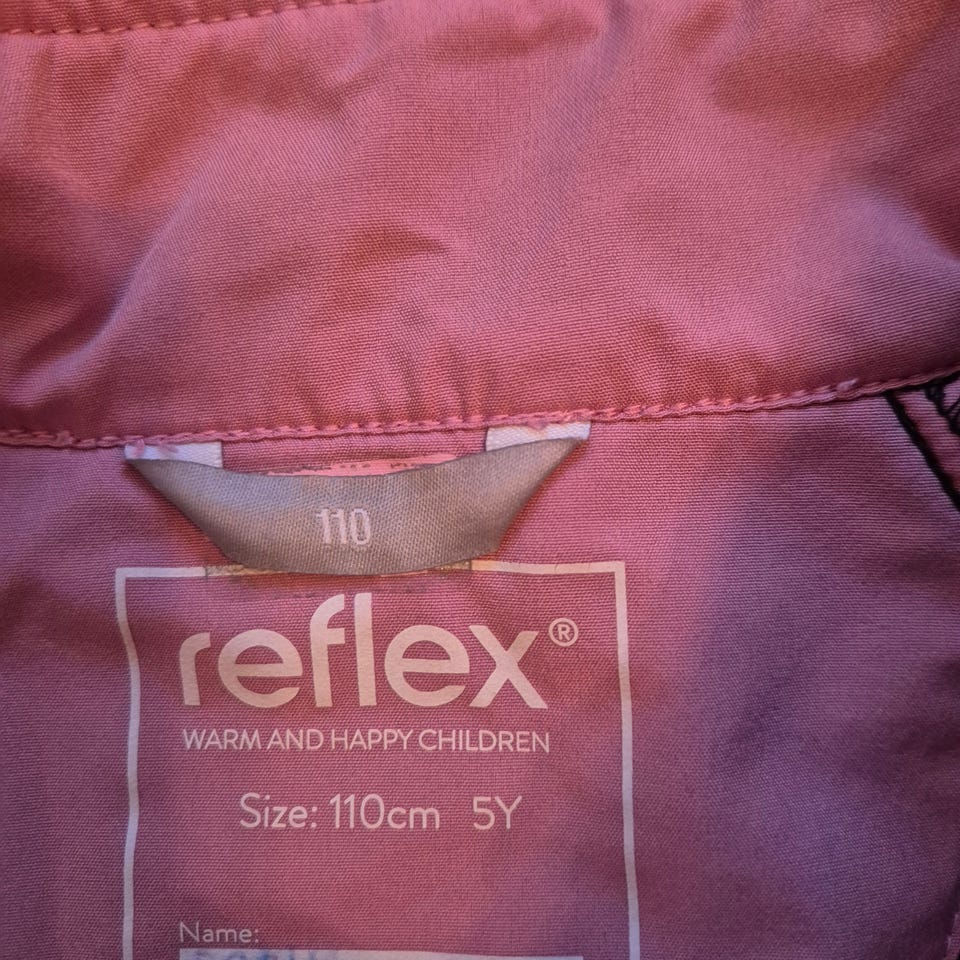 110
reflex®
WARM AND HAPPY CHILDREN
Size: 110cm 5Y
Name: